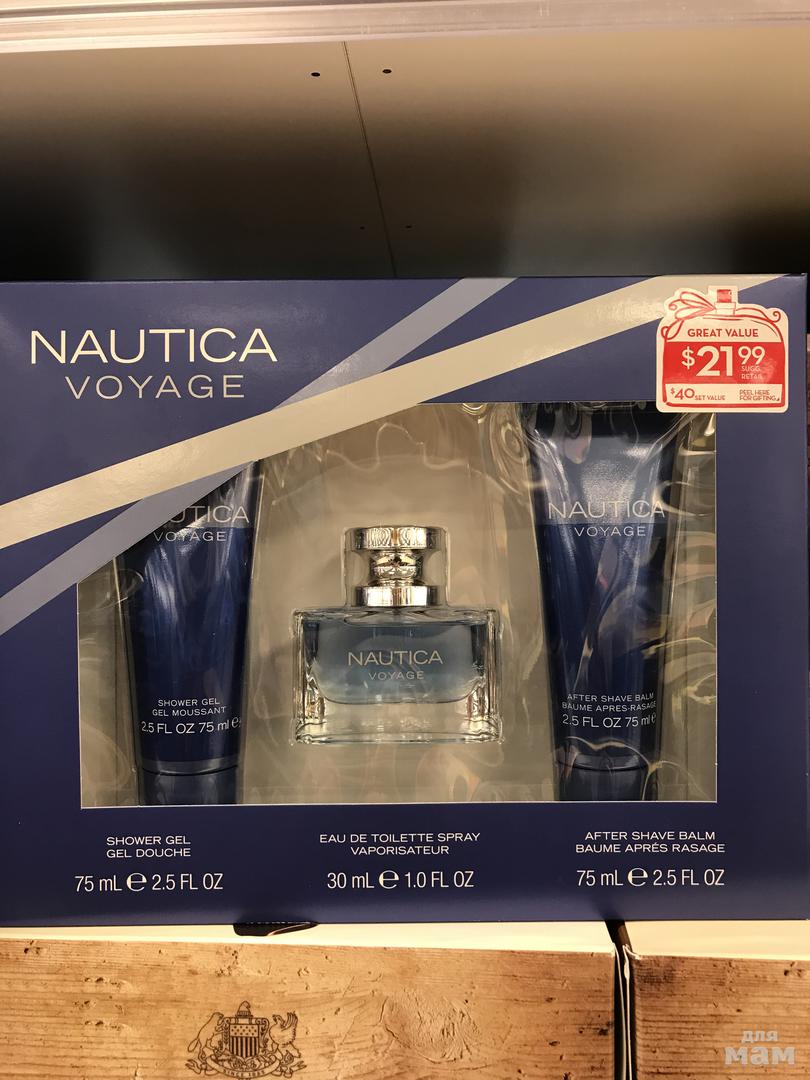 NAUTICA
VOYAGE
GREAT VALUE
$21.99
SUGG.
RETAIL
$40 SET VALUE
PEEL HERE
FOR GIFTING
NAUTICA
VOYAGE
SHOWER GEL
GEL MOUSSANT
2.5 FL OZ 75 ml e
NAUTICA
VOYAGE
NAUTICA
VOYAGE
AFTER SHAVE BALM
BAUME APRES-RASAGE
2.5 FL OZ 75 ml e
SHOWER GEL
GEL DOUCHE
75 mL e 2.5 FL OZ
EAU DE TOILETTE SPRAY
VAPORISATEUR
30 mL e 1.0 FL OZ
AFTER SHAVE BALM
BAUME APRÉS RASAGE
75 mL e 2.5 FL OZ
SINCE 1883
для
мам